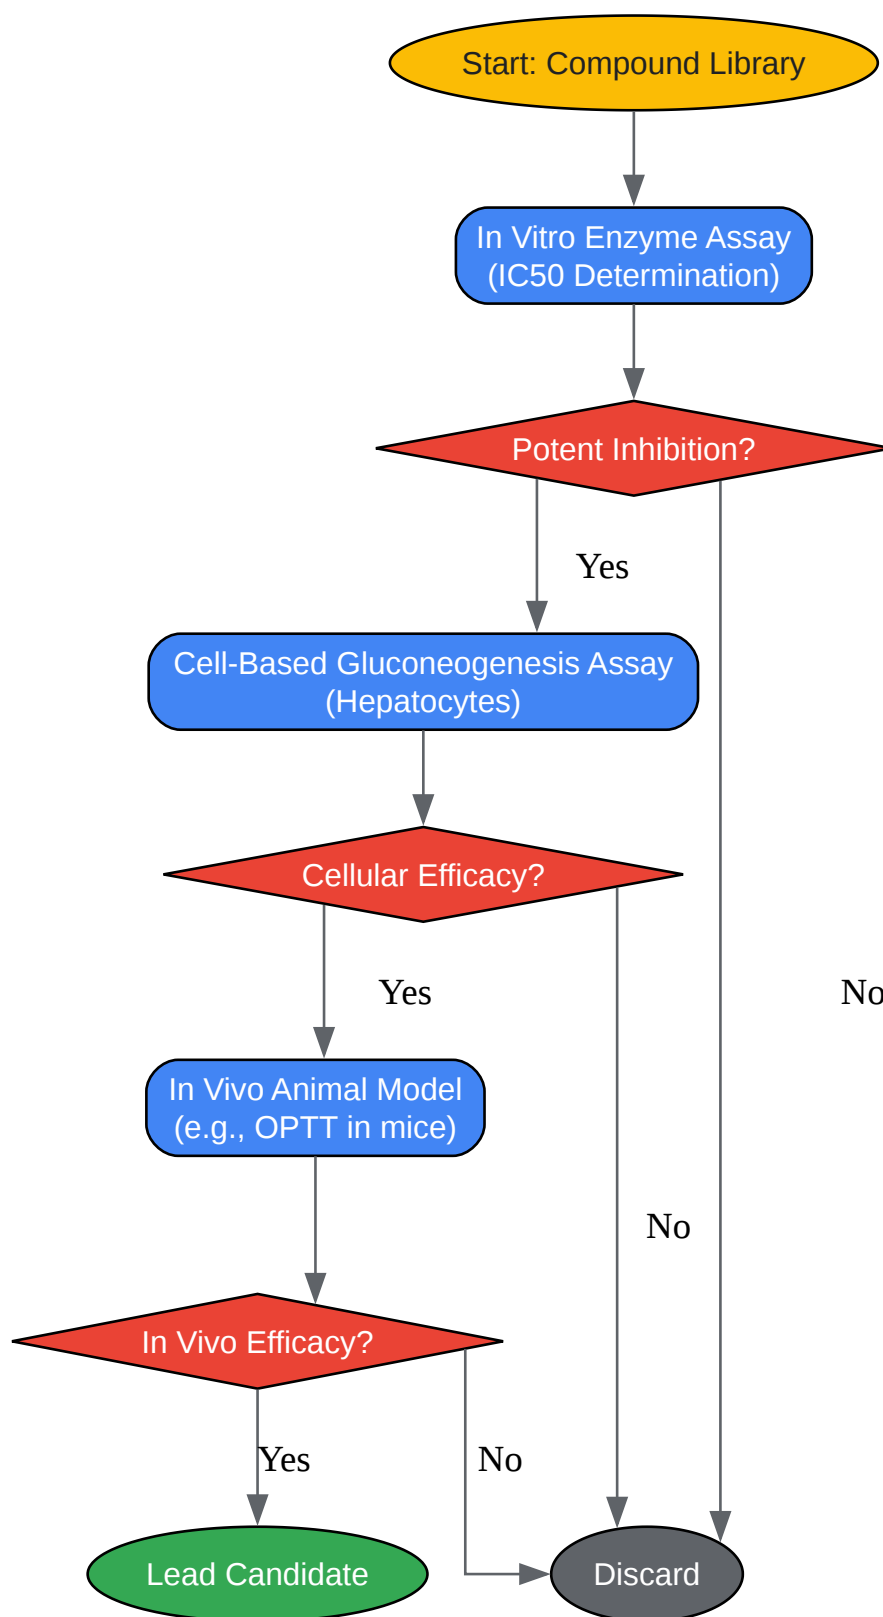 Start: Compound Library
In Vitro Enzyme Assay
(IC50 Determination)
Potent Inhibition?
Yes
Cell-Based Gluconeogenesis Assay
(Hepatocytes)
Cellular Efficacy?
Yes
No
In Vivo Animal Model
(e.g., OPTT in mice)
No
In Vivo Efficacy?
Yes
No
Lead Candidate
Discard